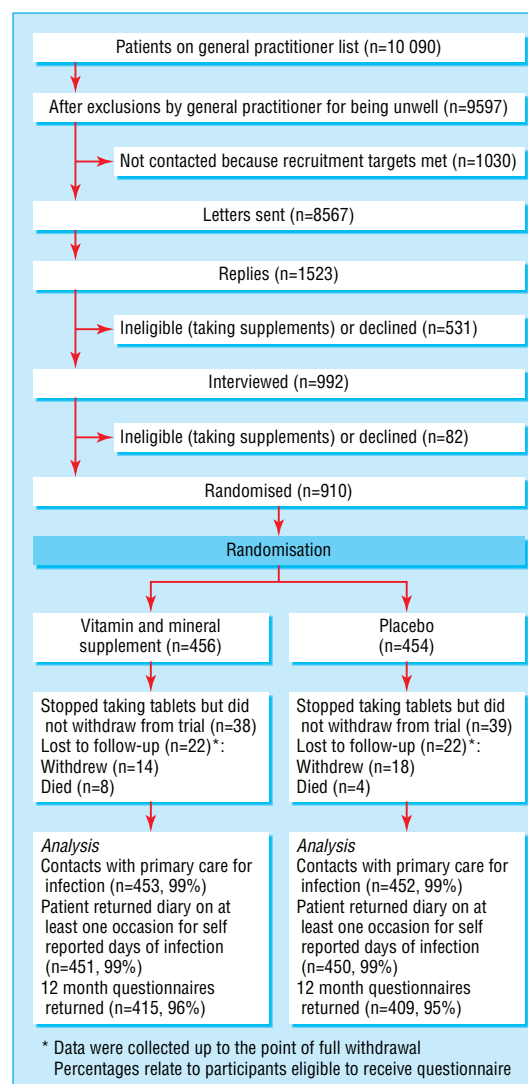 Patients on general practitioner list (n=10 090)
After exclusions by general practitioner for being unwell (n=9597)
Not contacted because recruitment targets met (n=1030)
Letters sent (n=8567)
Replies (n=1523)
Ineligible (taking supplements) or declined (n=531)
Interviewed (n=992)
Ineligible (taking supplements) or declined (n=82)
Randomised (n=910)
Randomisation
Vitamin and mineral
supplement (n=456)
Placebo
(n=454)
Stopped taking tablets but did
not withdraw from trial (n=38)
Lost to follow-up (n=22)*:
Withdrew (n=14)
Died (n=8)
Stopped taking tablets but did
not withdraw from trial (n=39)
Lost to follow-up (n=22)*:
Withdrew (n=18)
Died (n=4)
Analysis
Contacts with primary care for
infection (n=453, 99%)
Patient returned diary on at
least one occasion for self
reported days of infection
(n=451, 99%)
12 month questionnaires
returned (n=415, 96%)
Analysis
Contacts with primary care for
infection (n=452, 99%)
Patient returned diary on at
least one occasion for self
reported days of infection
(n=450, 99%)
12 month questionnaires
returned (n=409, 95%)
* Data were collected up to the point of full withdrawal
Percentages relate to participants eligible to receive questionnaire